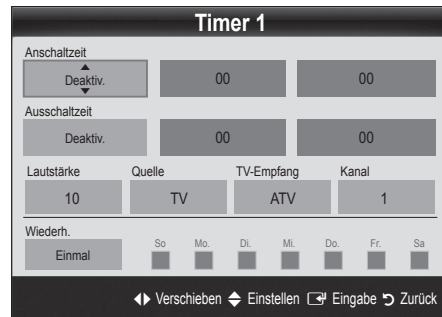 Timer 1
Anschaltzeit
Deaktiv. 00 00
Ausschaltzeit
Deaktiv. 00 00
Lautstärke Quelle TV-Empfang Kanal
10 TV ATV 1
Wiederh.
Einmal So Mo. Di. Mi. Do. Fr. Sa
Verschieben Einstellen Eingabe Zurück